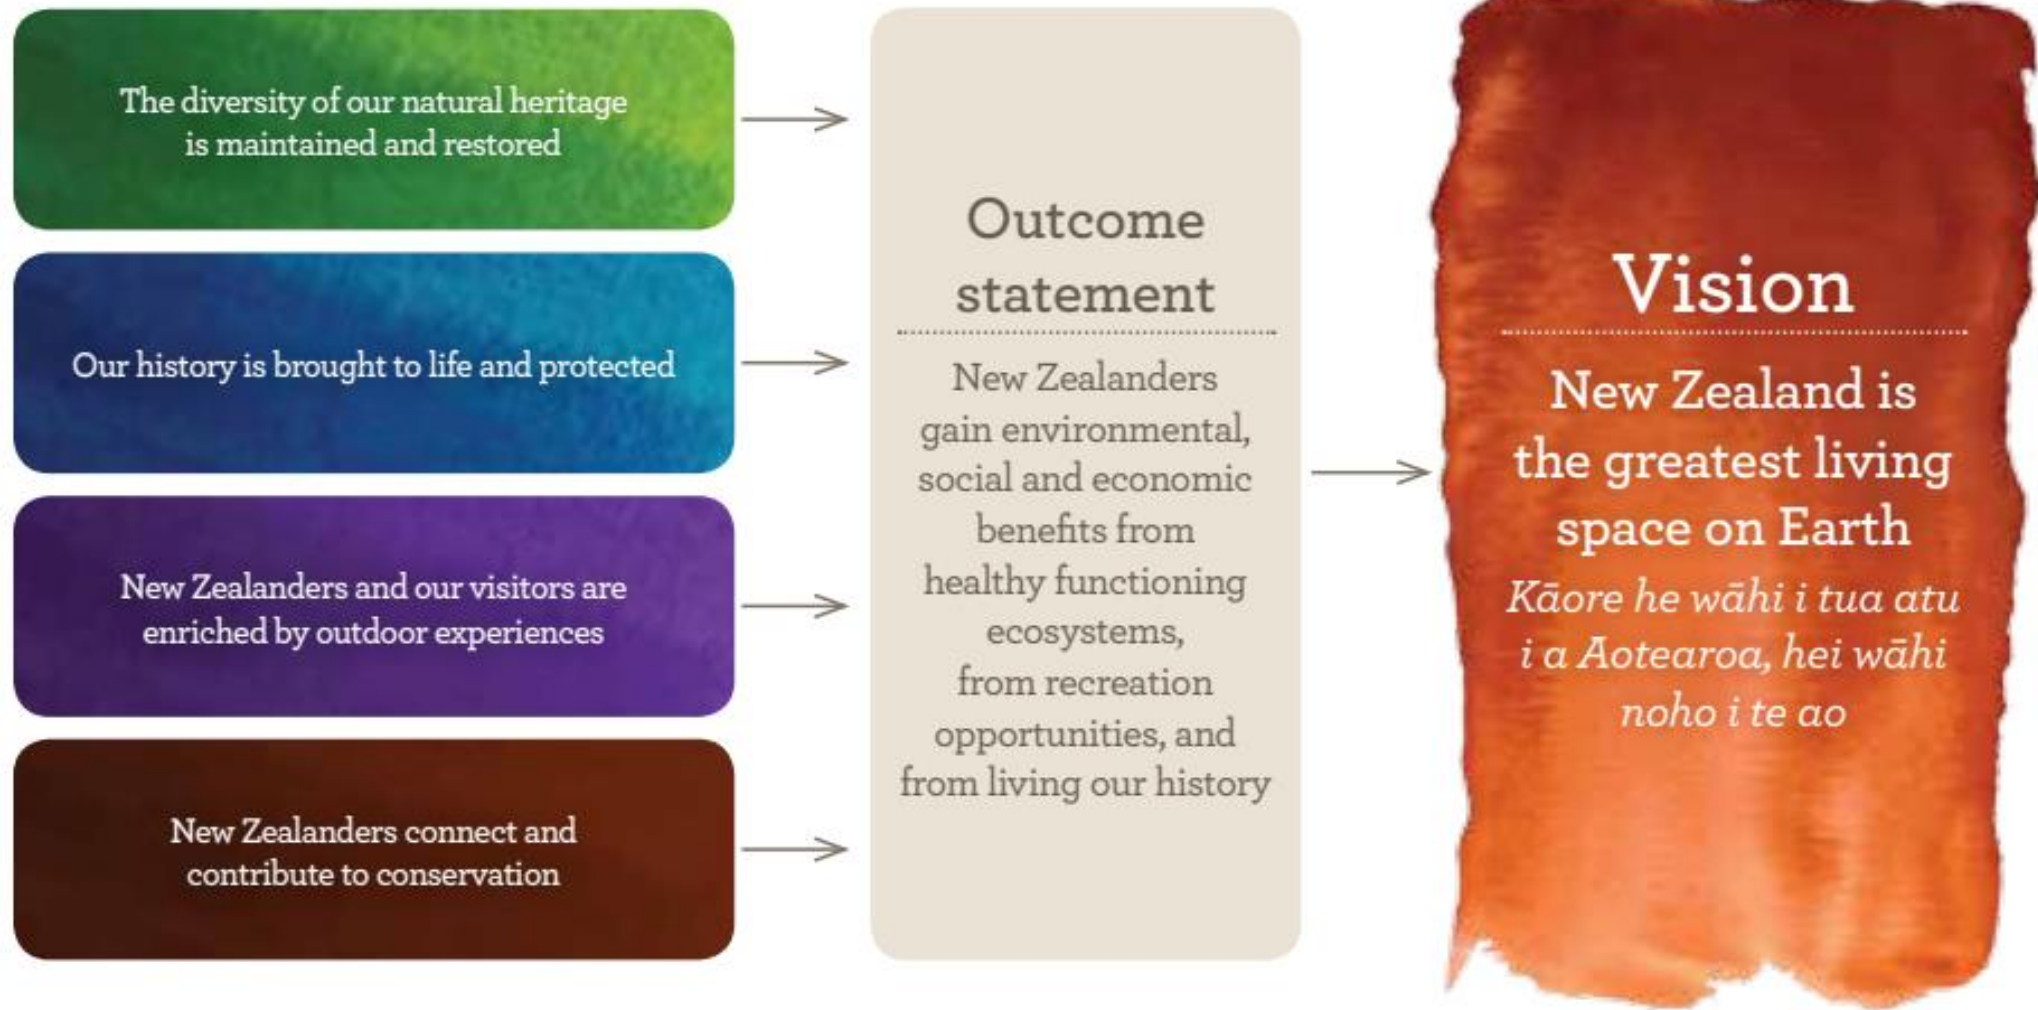 The diversity of our natural heritage
is maintained and restored
Our history is brought to life and protected
New Zealanders and our visitors are
enriched by outdoor experiences
New Zealanders connect and
contribute to conservation
Outcome
statement
New Zealanders
gain environmental,
social and economic
benefits from
healthy functioning
ecosystems,
from recreation
opportunities, and
from living our history
Vision
New Zealand is
the greatest living
space on Earth
Kāore he wāhi i tua atu
i a Aotearoa, hei wāhi
noho i te ao